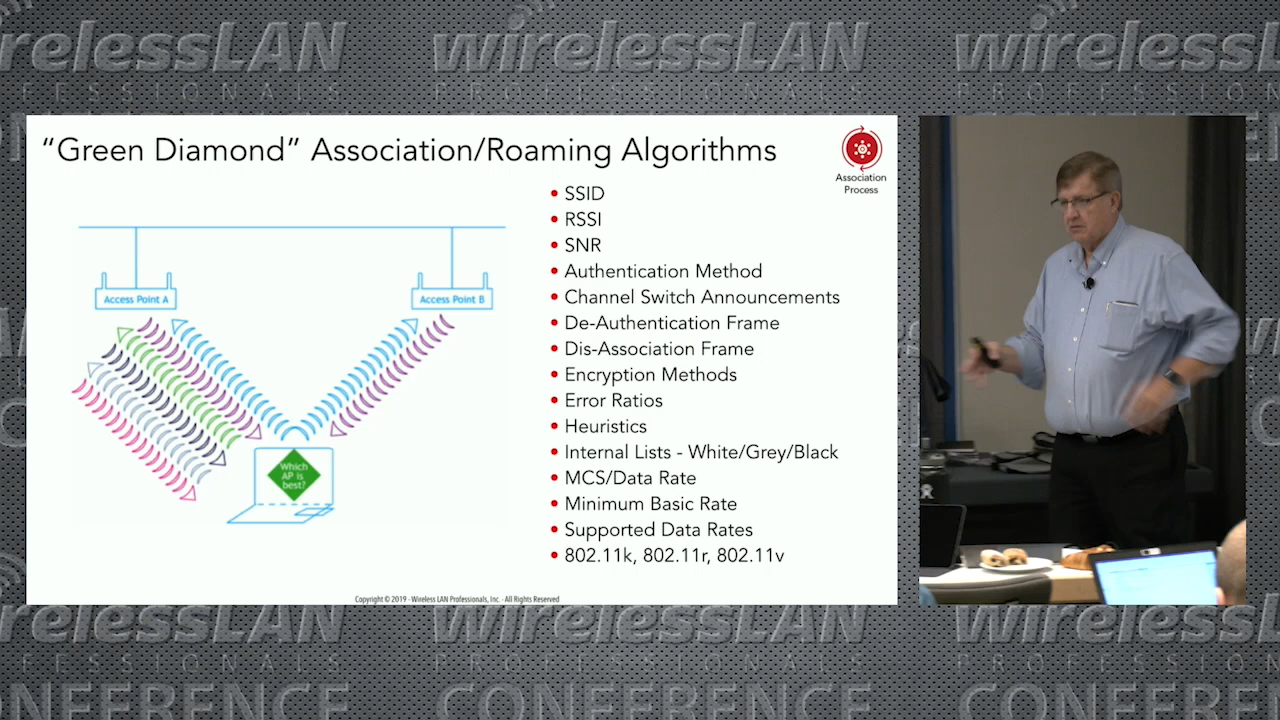 wirelessLAN
PROFESSIONALS
"Green Diamond" Association/Roaming Algorithms
Association
Process
Access Point A
Access Point B
Which
AP is
best?
• SSID
• RSSI
• SNR
• Authentication Method
• Channel Switch Announcements
• De-Authentication Frame
• Dis-Association Frame
• Encryption Methods
• Error Ratios
• Heuristics
• Internal Lists - White/Grey/Black
• MCS/Data Rate
• Minimum Basic Rate
• Supported Data Rates
• 802.11k, 802.11r, 802.11v
Copyright © 2019 - Wireless LAN Professionals, Inc. - All Rights Reserved
wirelessLAN
PROFESSIONALS
CONFERENCE